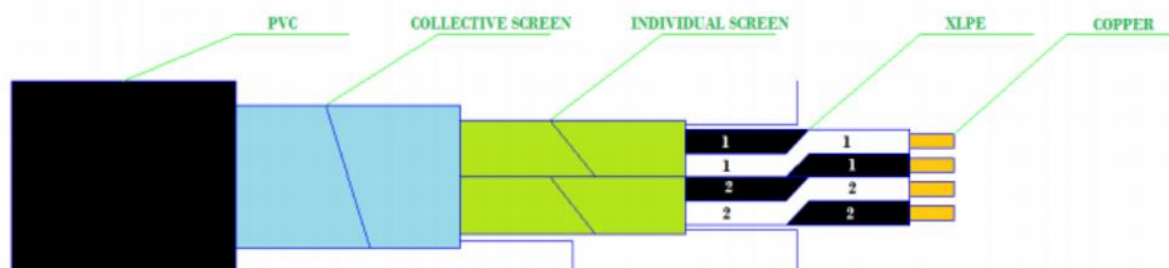 PVC COLLECTIVE SCREEN INDIVIDUAL SCREEN XLPE COPPER
1 1
1 1
2 2
2 2